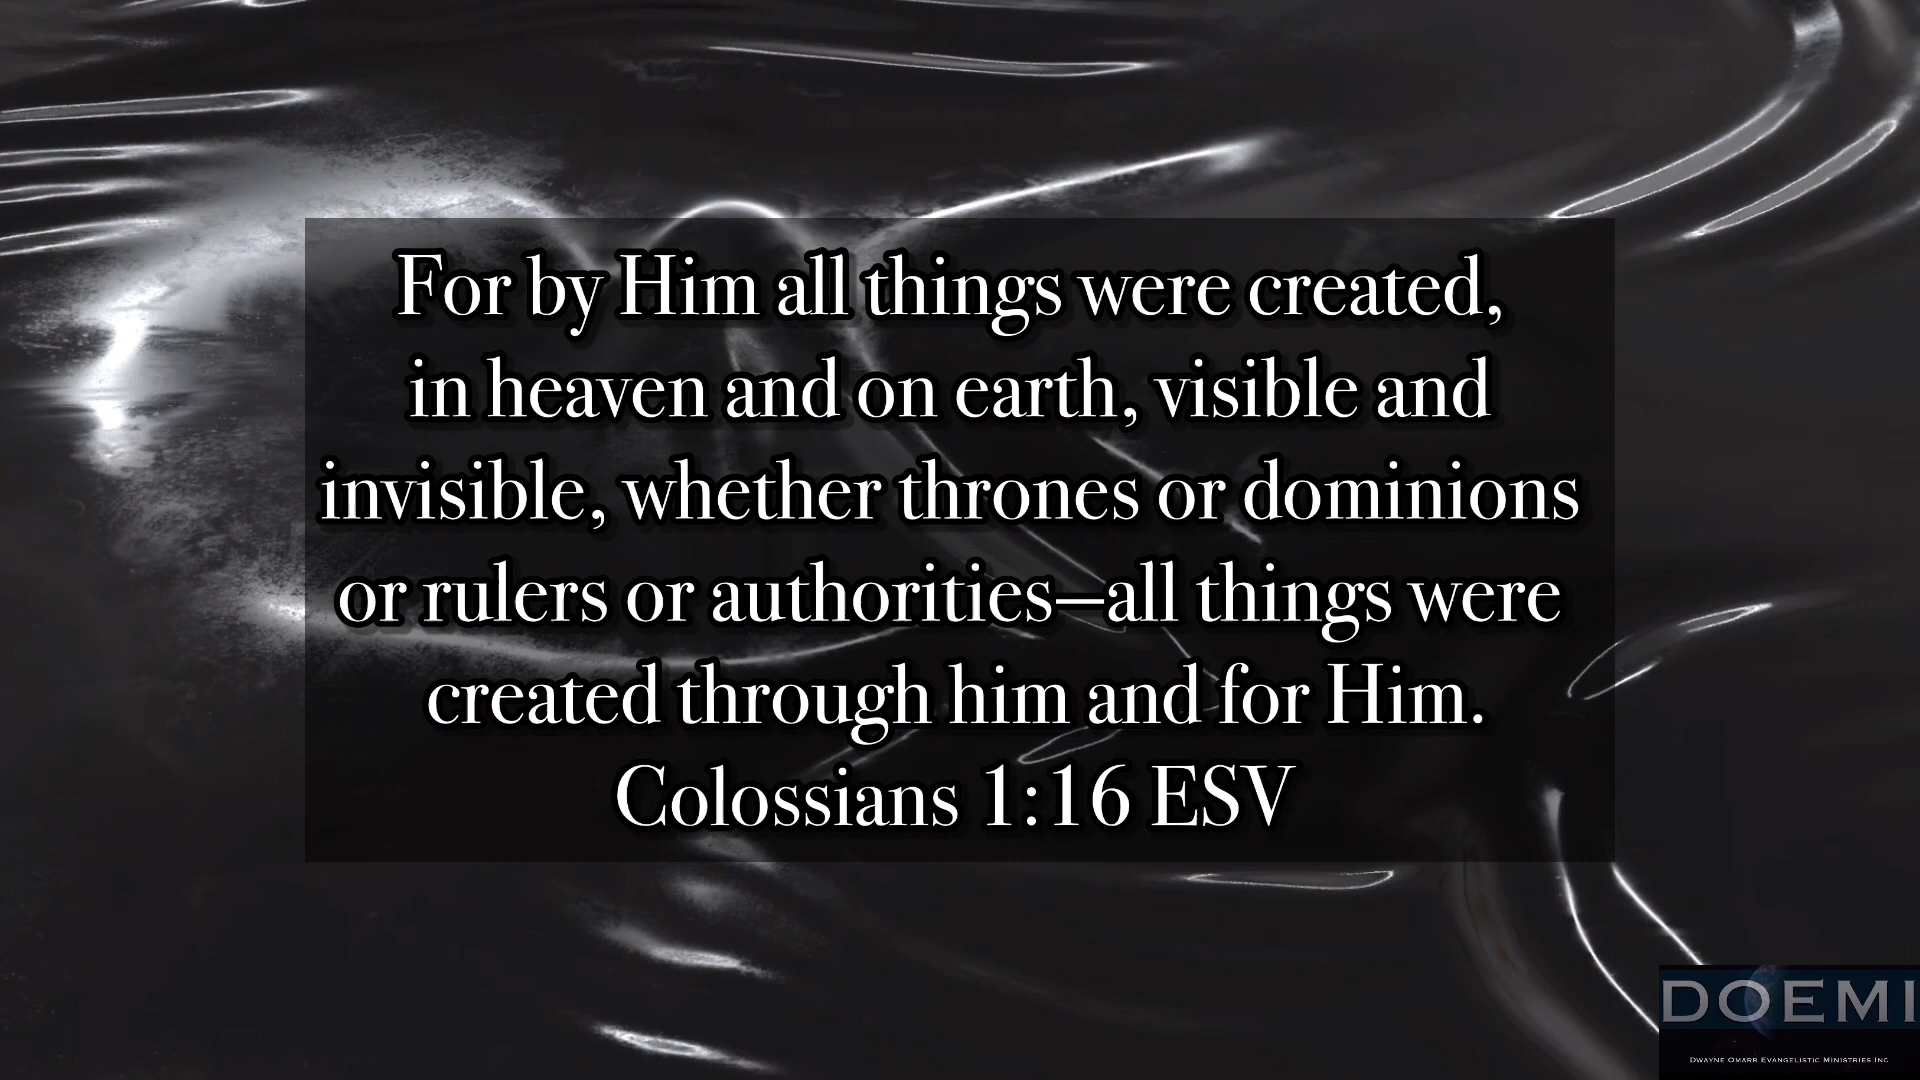 For by Him all things were created,
in heaven and on earth, visible and
invisible, whether thrones or dominions
or rulers or authorities—all things were
created through him and for Him.
Colossians 1:16 ESV
DOEMI
Dwayne Omarr Evangelistic Ministries Inc